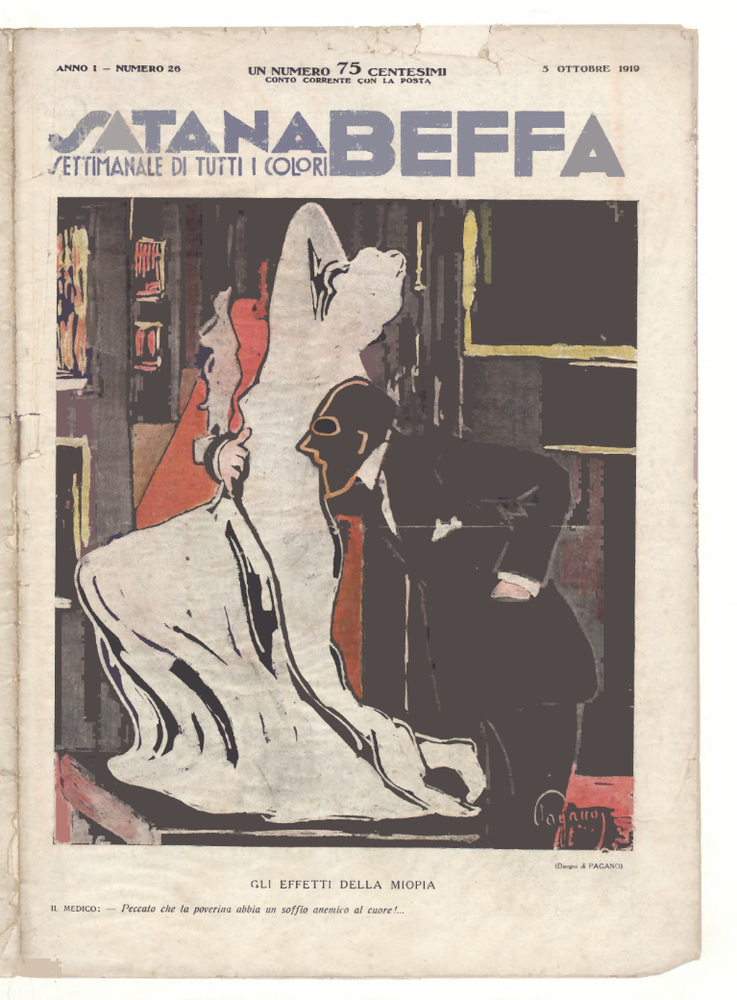 ANNO I — NUMERO 26
UN NUMERO 75 CENTESIMI
CONTO CORRENTE CON LA POSTA
5 OTTOBRE 1919
SATANABEFFA
SETTIMANALE DI TUTTI I COLORI
Pagano
(Disegno di PAGANO)
GLI EFFETTI DELLA MIOPIA
IL MEDICO: — Peccato che la poverina abbia un soffio anemico al cuore!...